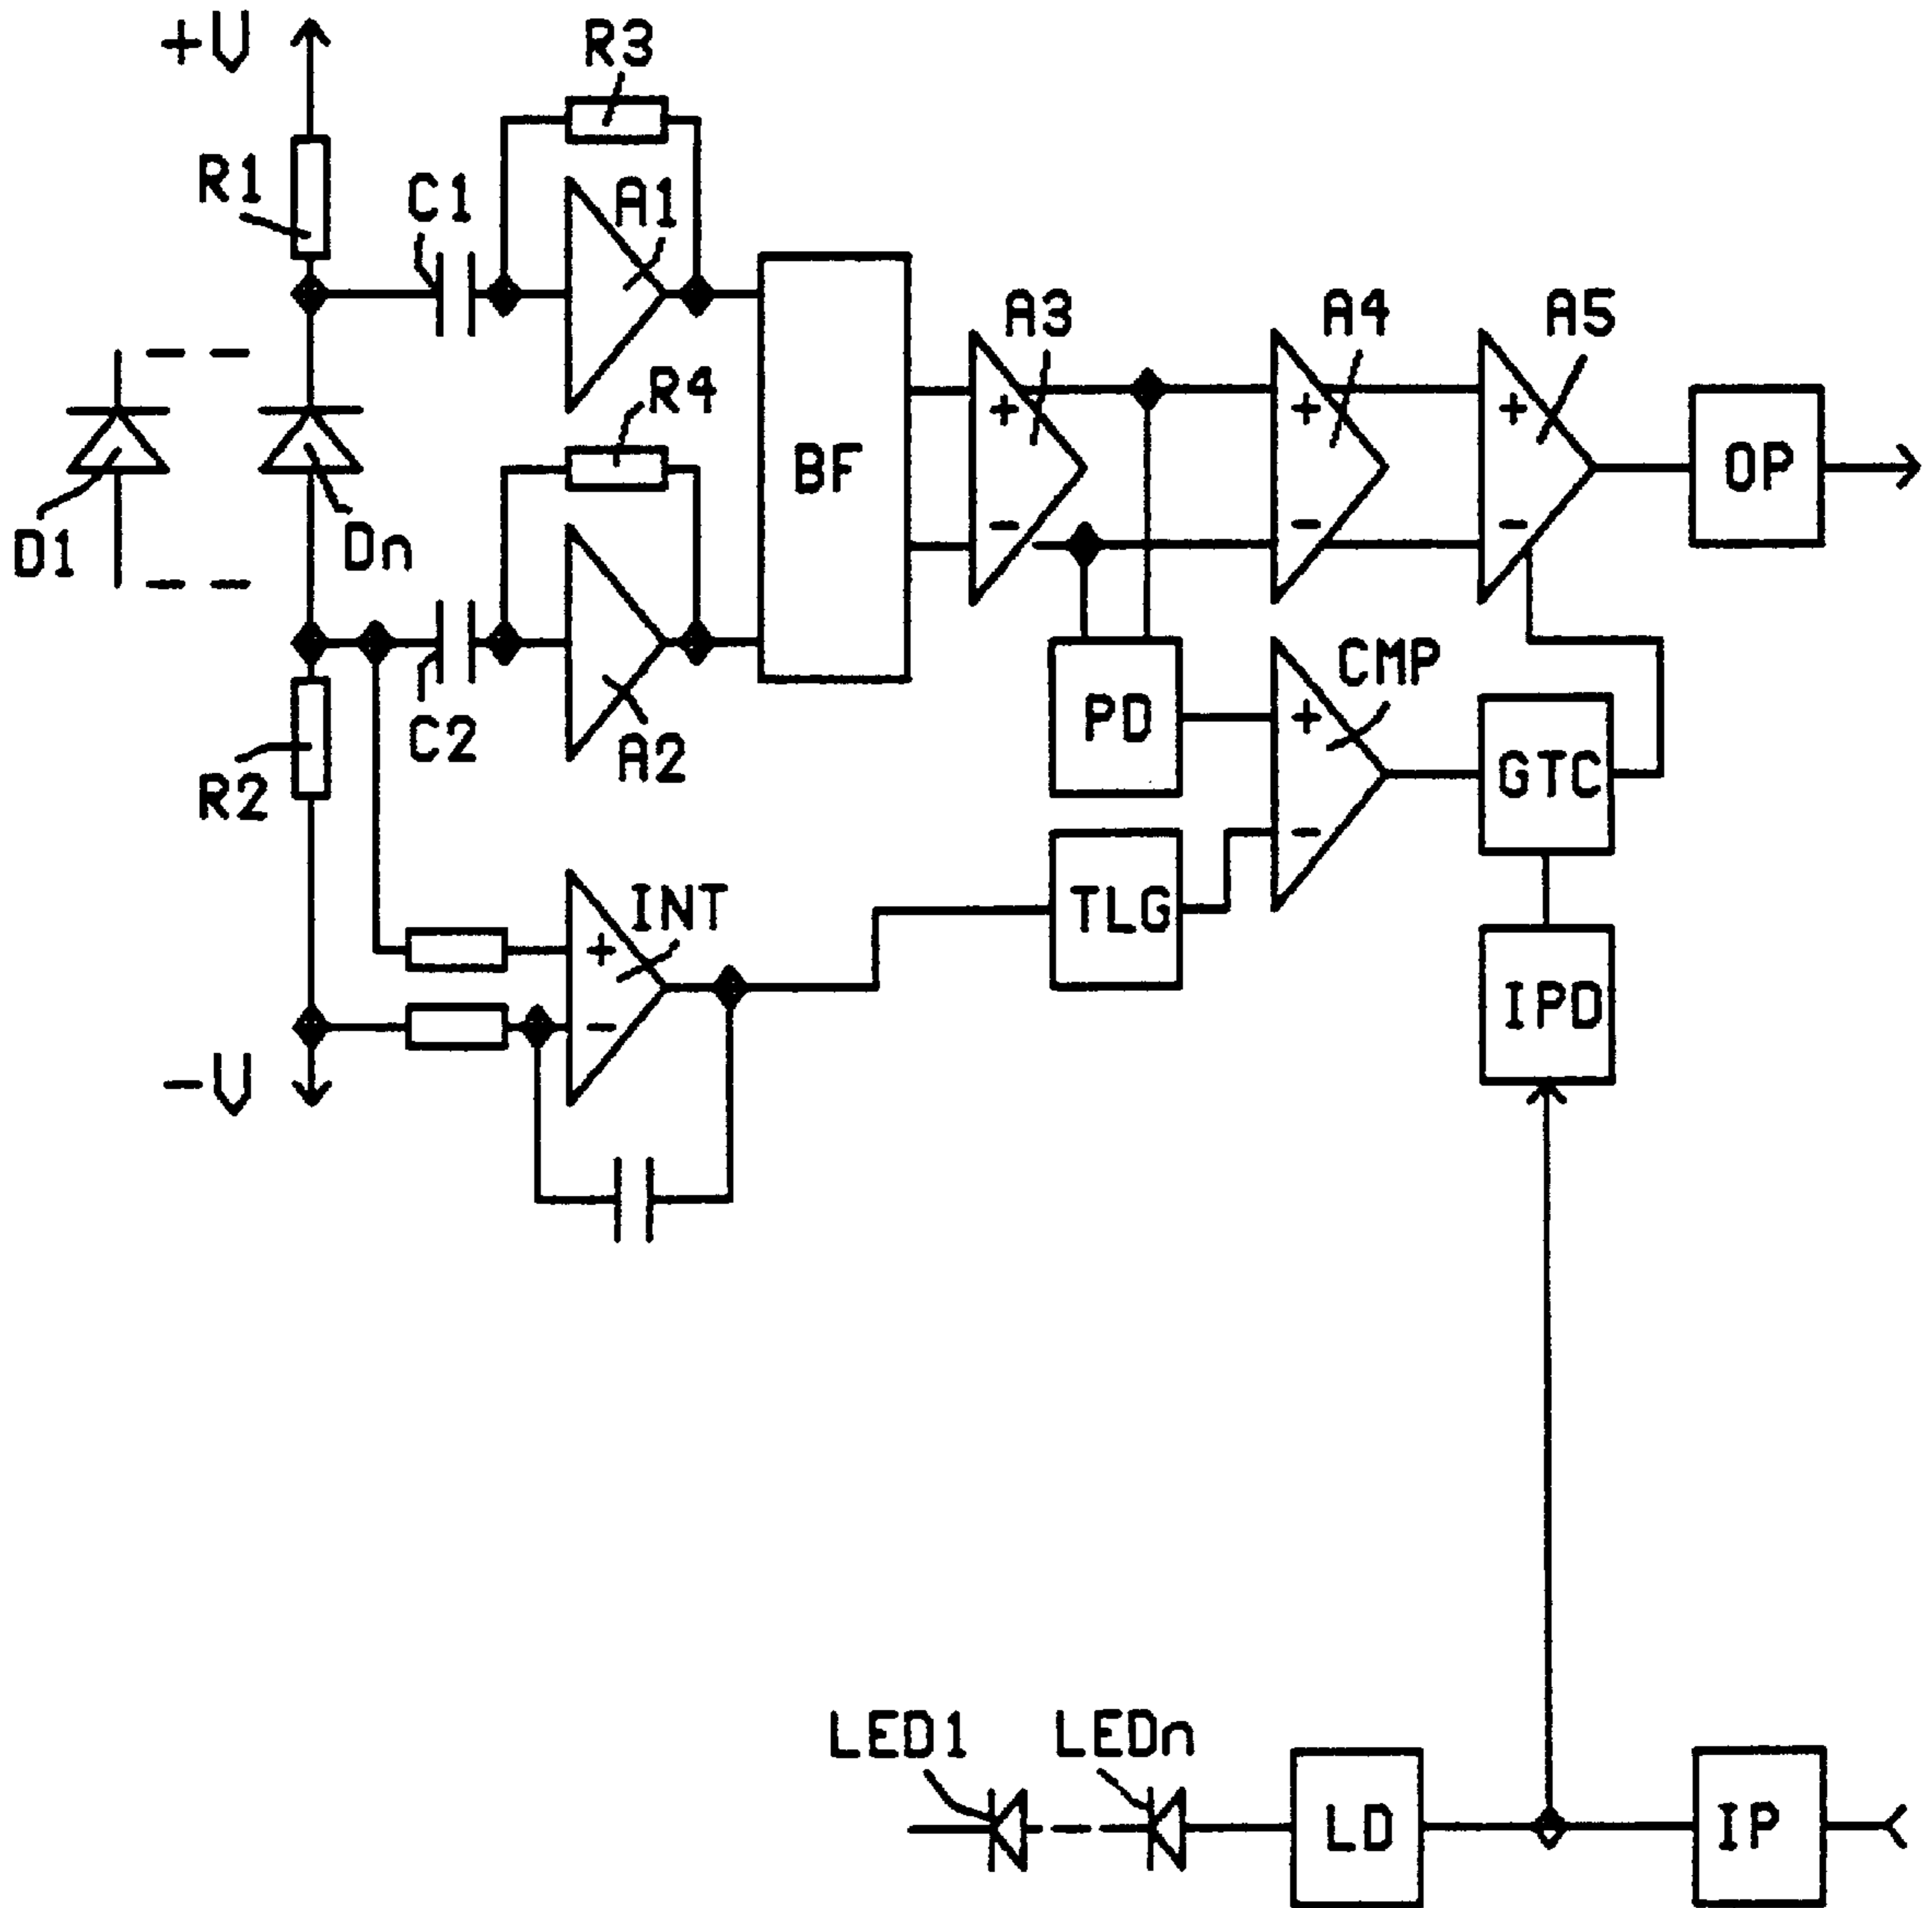 +V
R3
R1
C1
A1
A3
A4
A5
R4
+
+
+
BF
OP
D1
Dn
-
-
-
CMP
C2
A2
PD
+
R2
GTC
-
INT
TLG
+
-
IPD
-V
LED1
LEDn
LD
IP